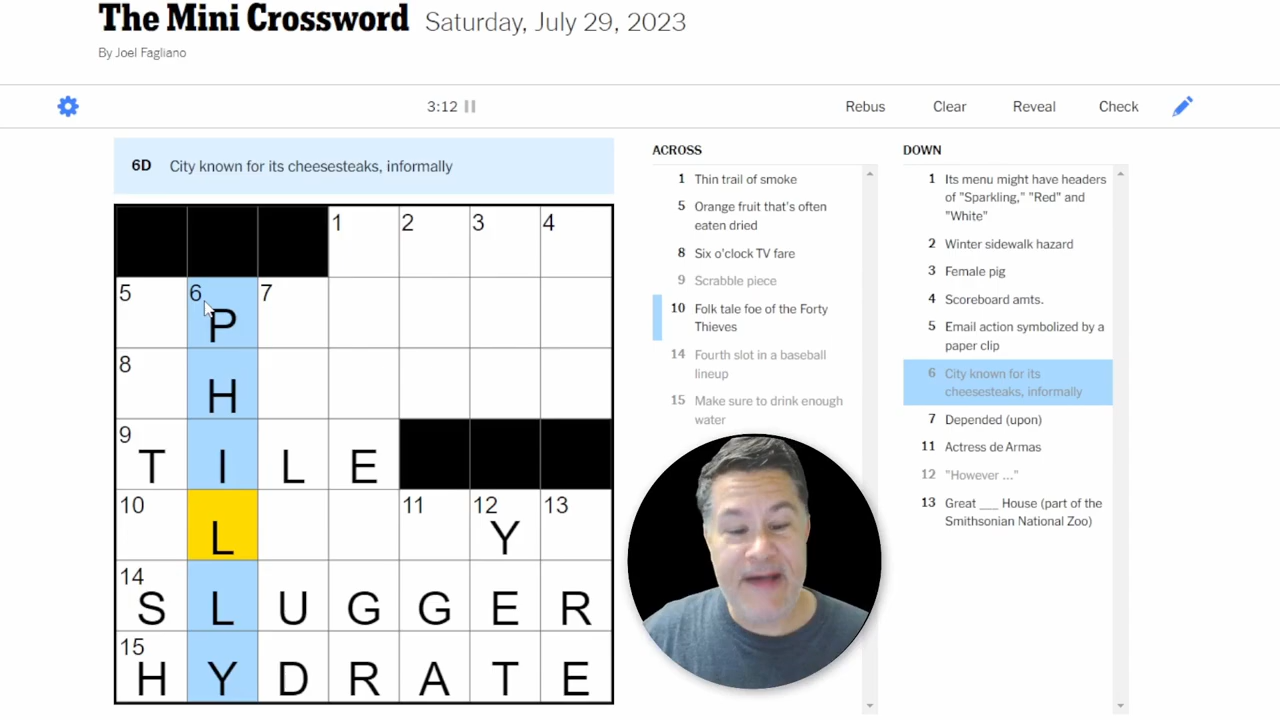 The Mini Crossword Saturday, July 29, 2023
By Joel Fagliano
3:12
Rebus
Clear
Reveal
Check
6D City known for its cheesesteaks, informally
1 2 3 4
5 6 7
P
8
H
9
T I L E
10 11 12 13
L Y
14
S L U G G E R
15
H Y D R A T E
ACROSS
1 Thin trail of smoke
5 Orange fruit that's often
eaten dried
8 Six o'clock TV fare
9 Scrabble piece
10 Folk tale foe of the Forty
Thieves
14 Fourth slot in a baseball
lineup
15 Make sure to drink enough
water
DOWN
1 Its menu might have headers
of "Sparkling," "Red" and
"White"
2 Winter sidewalk hazard
3 Female pig
4 Scoreboard amts.
5 Email action symbolized by a
paper clip
6 City known for its
cheesesteaks, informally
7 Depended (upon)
11 Actress de Armas
12 "However ..."
13 Great ___ House (part of the
Smithsonian National Zoo)